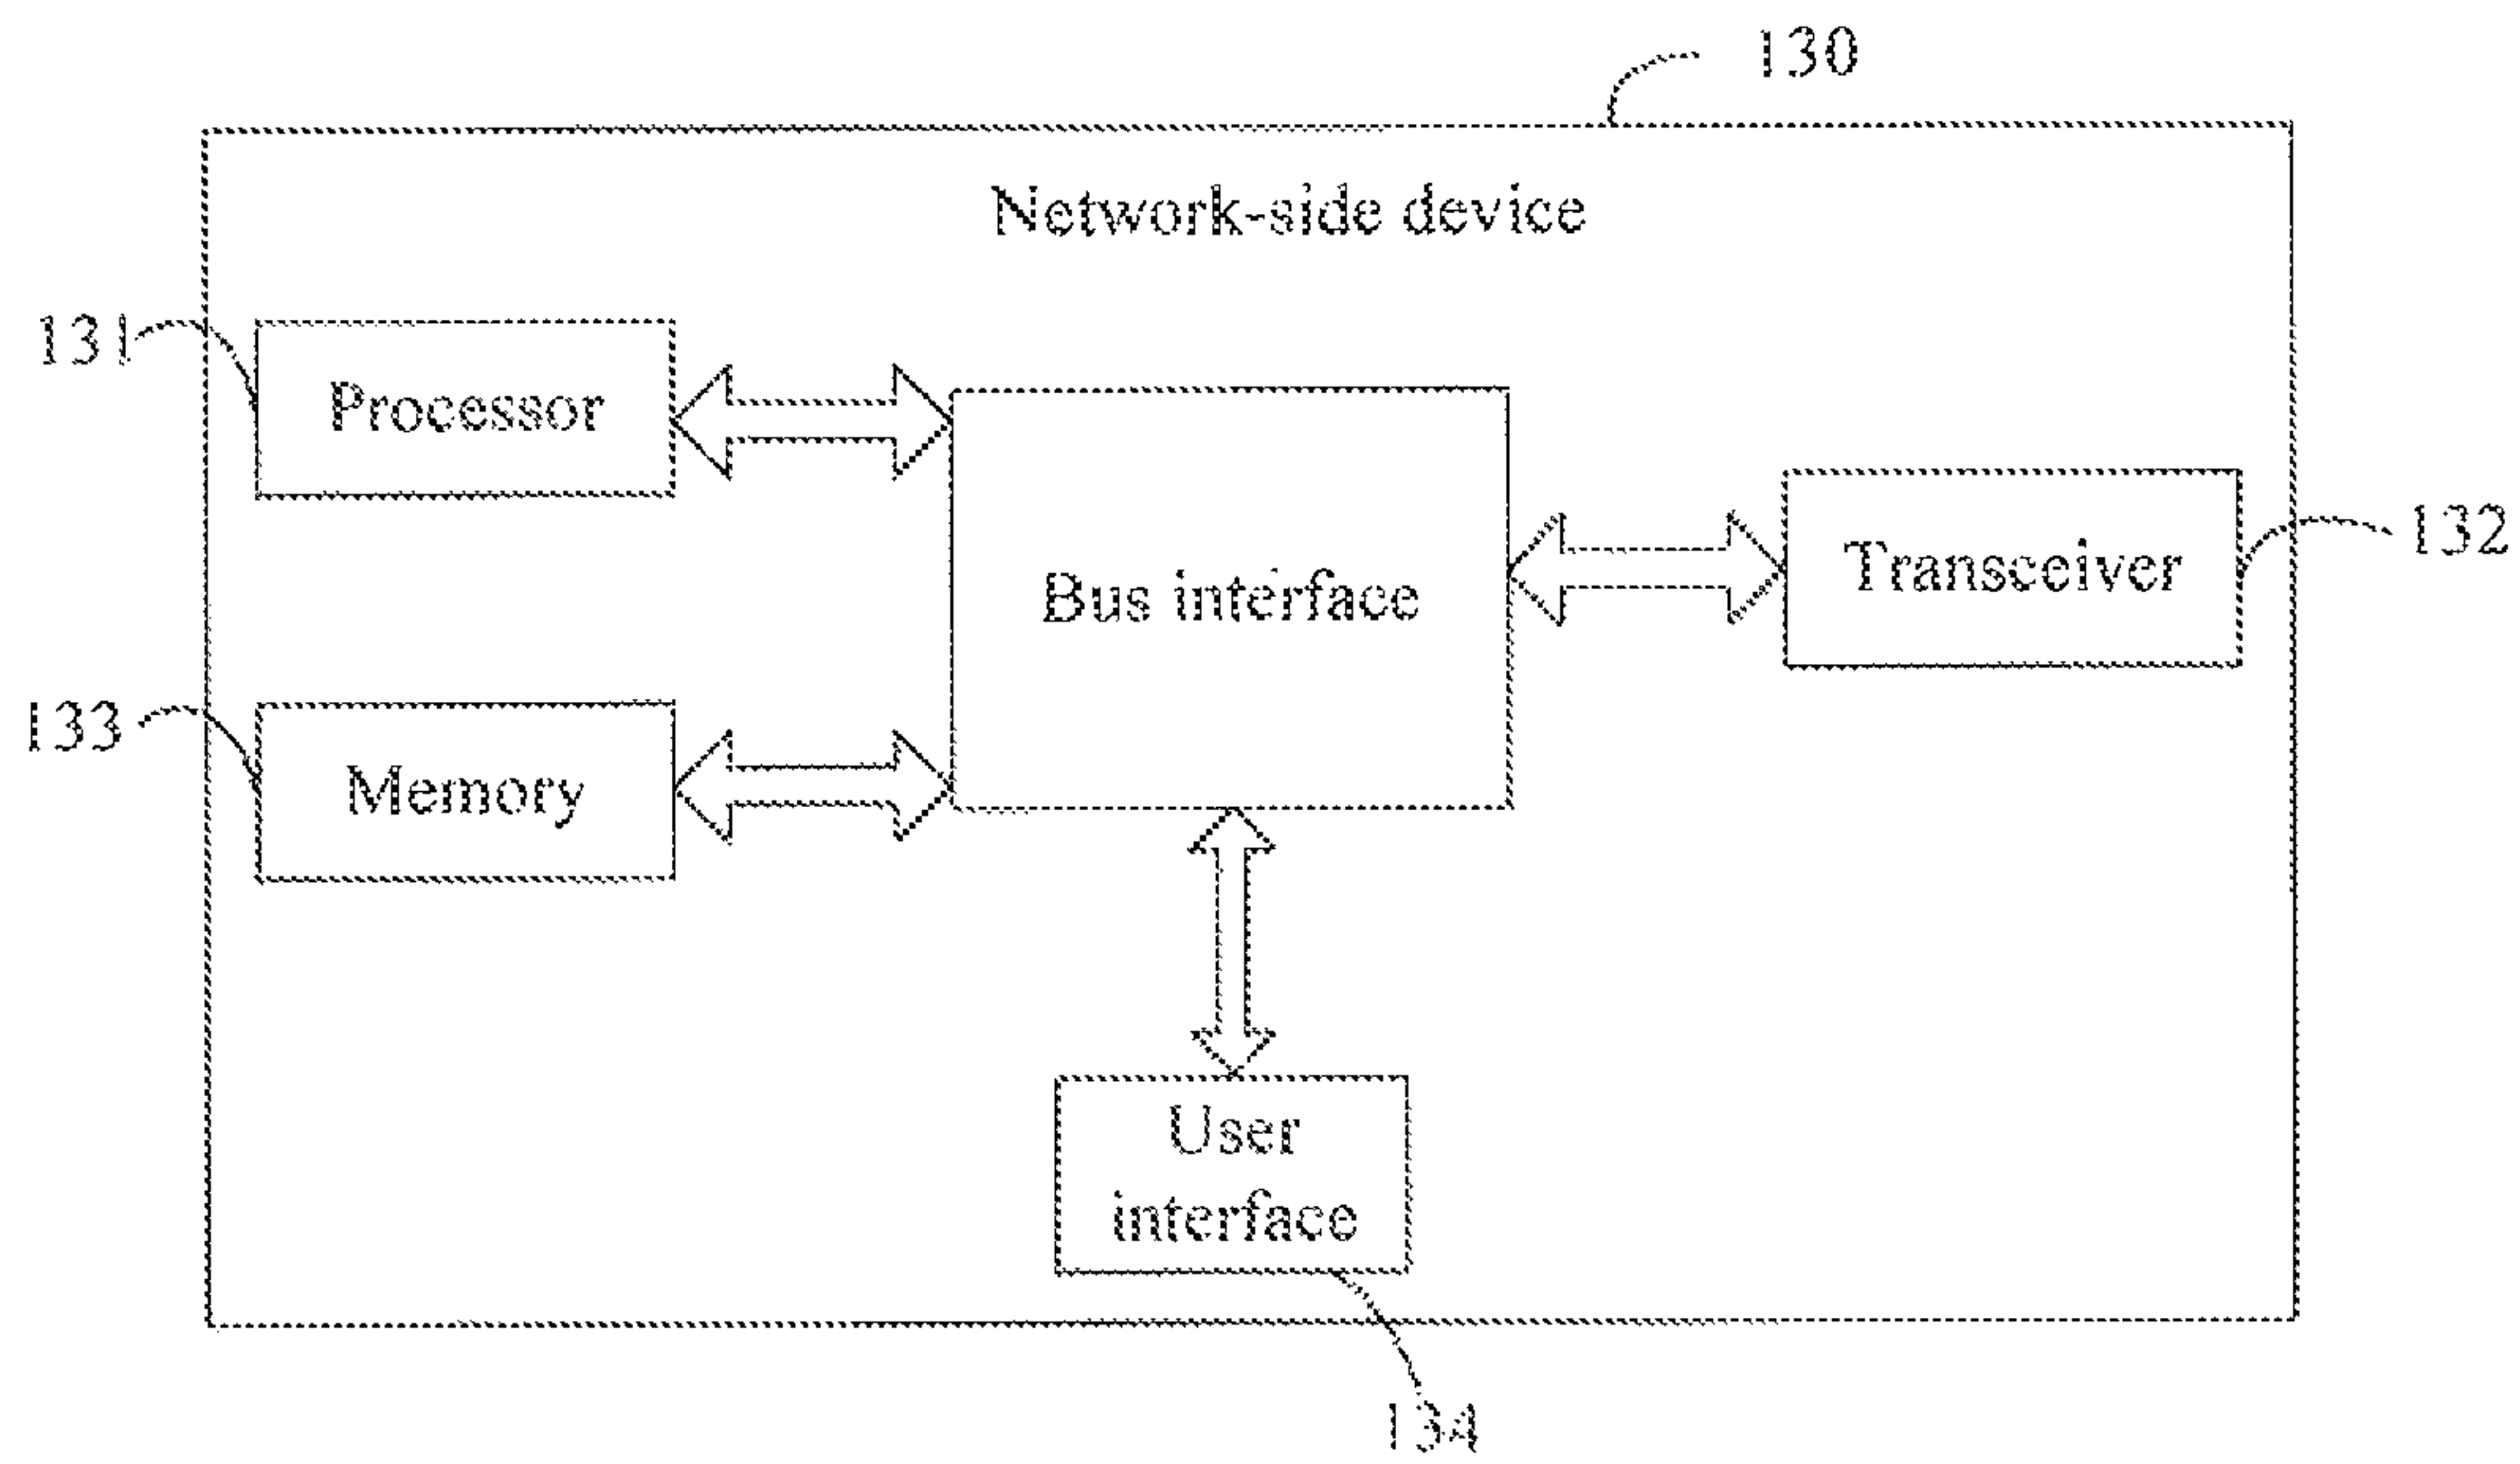 130
Network-side device
131
Processor
Bus interface
Transceiver
132
133
Memory
User
interface
134